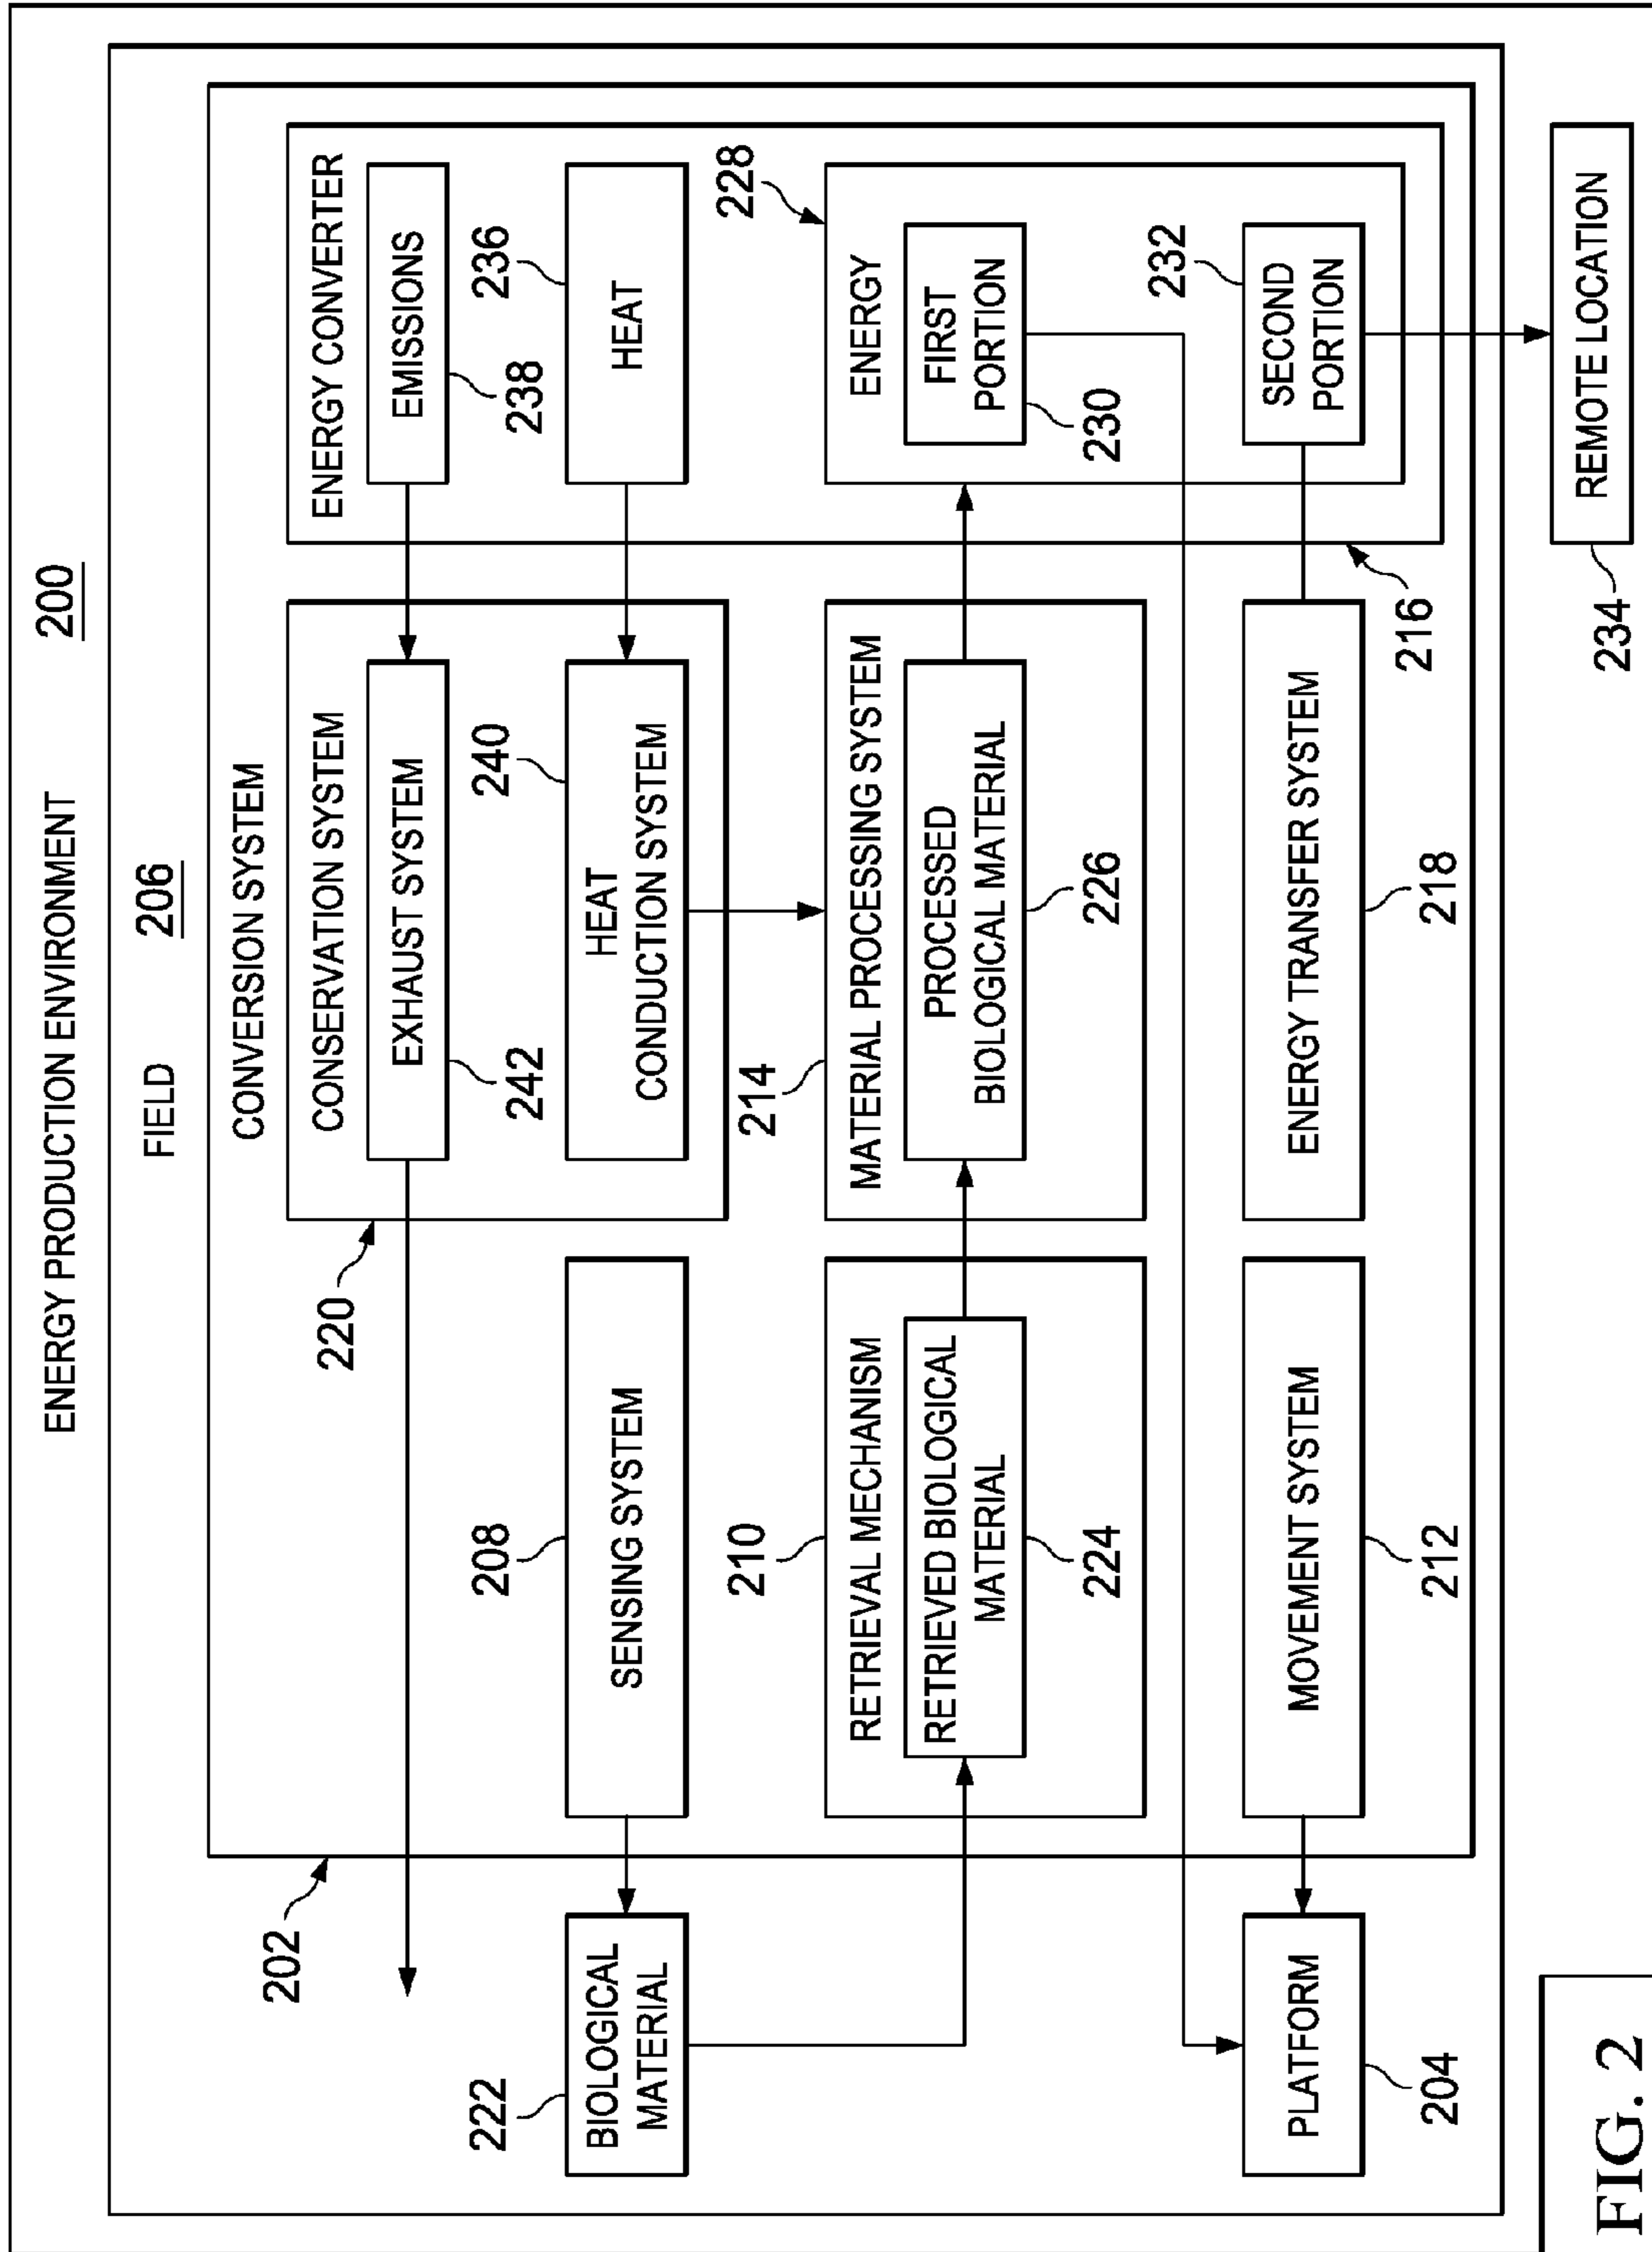 ENERGY PRODUCTION ENVIRONMENT
200
FIELD
206
CONVERSION SYSTEM
202
220
CONSERVATION SYSTEM
EXHAUST SYSTEM
242
HEAT
CONDUCTION SYSTEM
240
ENERGY CONVERTER
EMISSIONS
238
HEAT
236
222
BIOLOGICAL
MATERIAL
208
SENSING SYSTEM
210
RETRIEVAL MECHANISM
RETRIEVED BIOLOGICAL
MATERIAL
224
214
MATERIAL PROCESSING SYSTEM
PROCESSED
BIOLOGICAL MATERIAL
226
228
ENERGY
FIRST
PORTION
230
232
SECOND
PORTION
PLATFORM
204
MOVEMENT SYSTEM
212
ENERGY TRANSFER SYSTEM
218
216
234
REMOTE LOCATION
FIG. 2